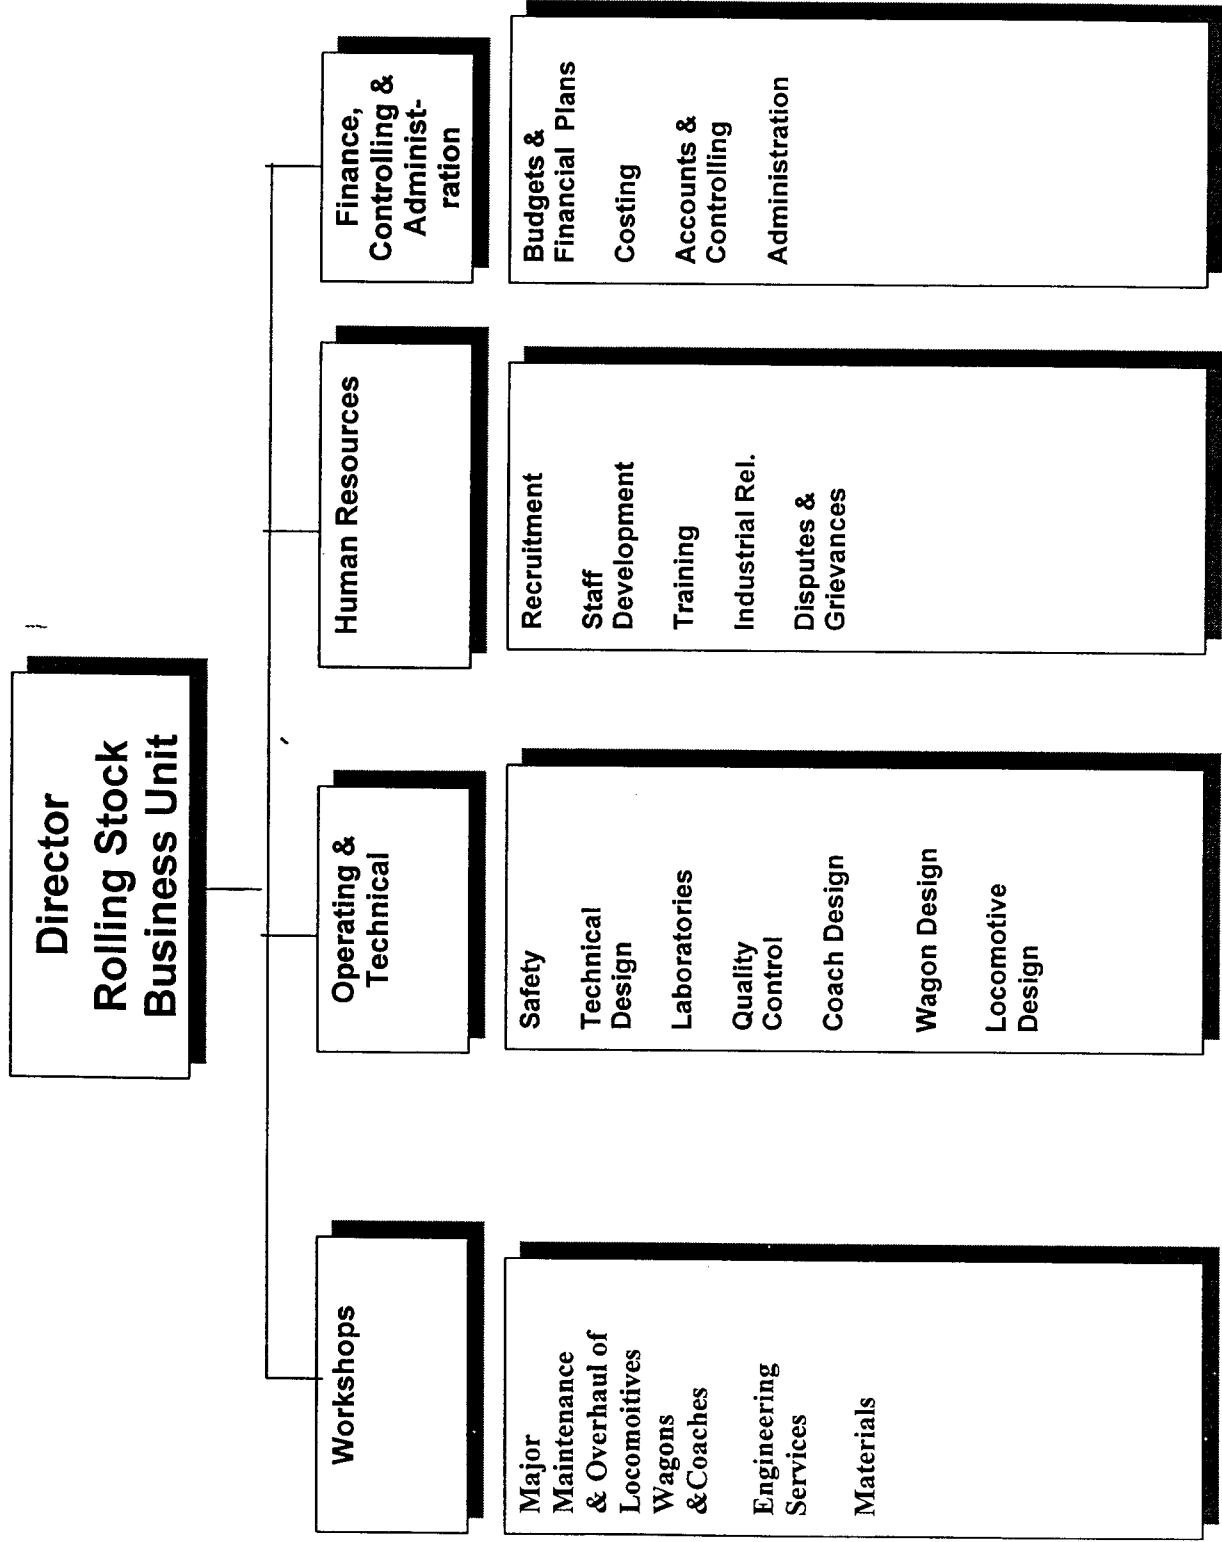 Director
Rolling Stock
Business Unit
Workshops
Major
Maintenance
& Overhaul of
Locomoitives
Wagons
&Coaches
Engineering
Services
Materials
Operating &
Technical
Safety
Technical
Design
Laboratories
Quality
Control
Coach Design
Wagon Design
Locomotive
Design
Human Resources
Recruitment
Staff
Development
Training
Industrial Rel.
Disputes &
Grievances
Finance,
Controlling &
Administ-
ration
Budgets &
Financial Plans
Costing
Accounts &
Controlling
Administration